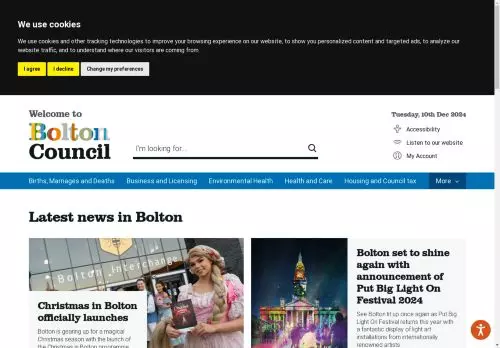 We use cookies
We use cookies and other tracking technologies to improve your browsing experience on our website, to show you personalized content and targeted ads, to analyze our
website traffic, and to understand where our visitors are coming from.
I agree
I decline
Change my preferences
Welcome to
Bolton
Council
I'm looking for...
Tuesday, 10th Dec 2024
Accessibility
Listen to our website
My Account
Births, Marriages and Deaths
Business and Licensing
Environmental Health
Health and Care
Housing and Council tax
More
Latest news in Bolton
Bolton Interchange
Christmas in Bolton
officially launches
Bolton is gearing up for a magical
Christmas season with the launch of
the Christmas in Bolton programme
Bolton set to shine
again with
announcement of
Put Big Light On
Festival 2024
See Bolton lit up once again as Put Big
Light On Festival returns this year
with a fantastic display of light art
installations from internationally
renowned artists